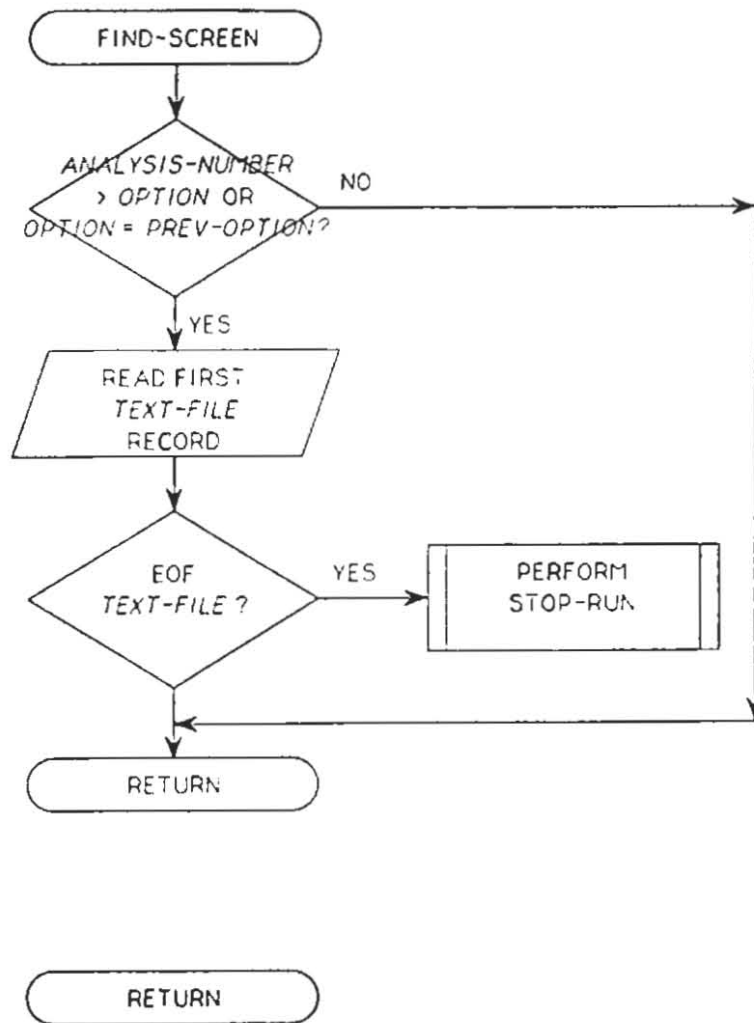 FIND-SCREEN
ANALYSIS-NUMBER
> OPTION OR
OPTION = PREV-OPTION?
NO
YES
READ FIRST
TEXT-FILE
RECORD
EOF
TEXT-FILE ?
YES
PERFORM
STOP-RUN
RETURN
RETURN